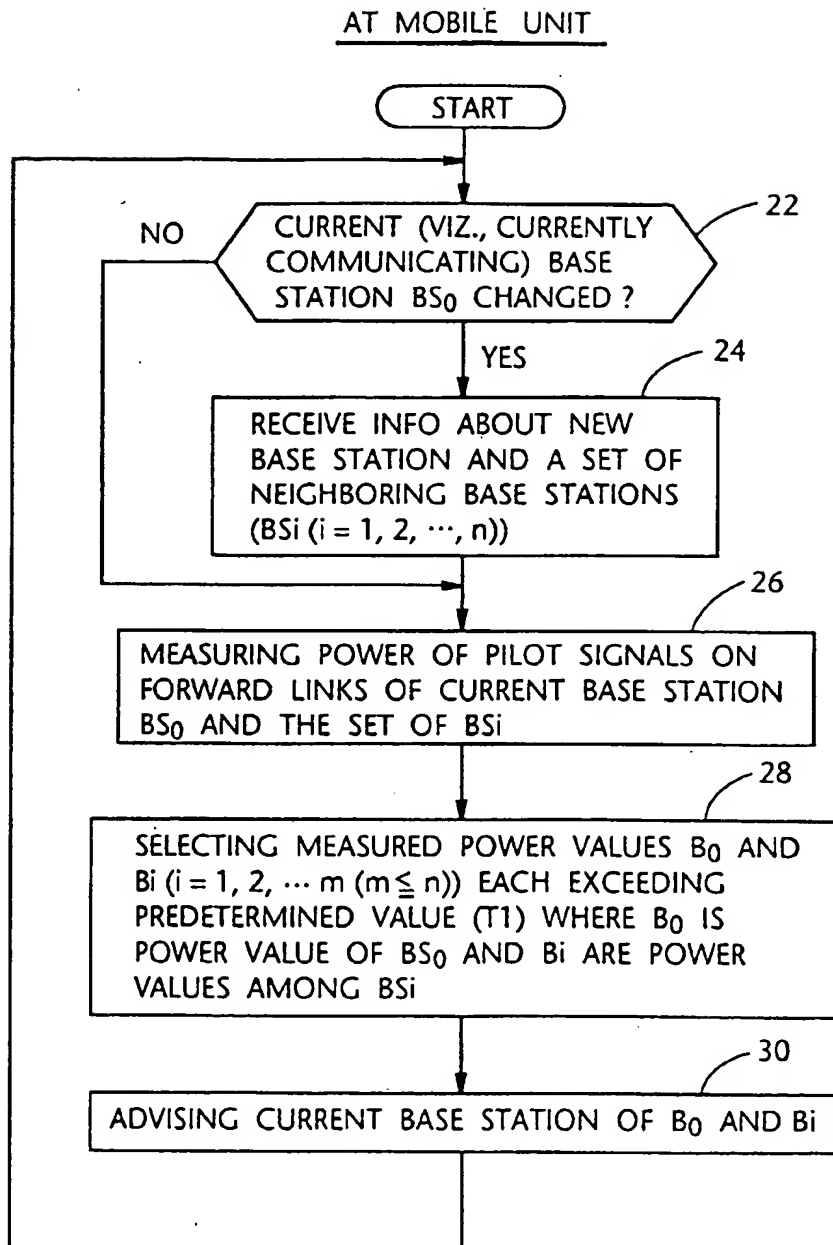 AT MOBILE UNIT
START
22
NO
CURRENT (VIZ., CURRENTLY
COMMUNICATING) BASE
STATION BS0 CHANGED ?
YES
24
RECEIVE INFO ABOUT NEW
BASE STATION AND A SET OF
NEIGHBORING BASE STATIONS
(BSi (i = 1, 2, ⋯, n))
26
MEASURING POWER OF PILOT SIGNALS ON
FORWARD LINKS OF CURRENT BASE STATION
BS0 AND THE SET OF BSi
28
SELECTING MEASURED POWER VALUES B0 AND
Bi (i = 1, 2, ⋯ m (m ≦ n)) EACH EXCEEDING
PREDETERMINED VALUE (T1) WHERE B0 IS
POWER VALUE OF BS0 AND Bi ARE POWER
VALUES AMONG BSi
30
ADVISING CURRENT BASE STATION OF B0 AND Bi